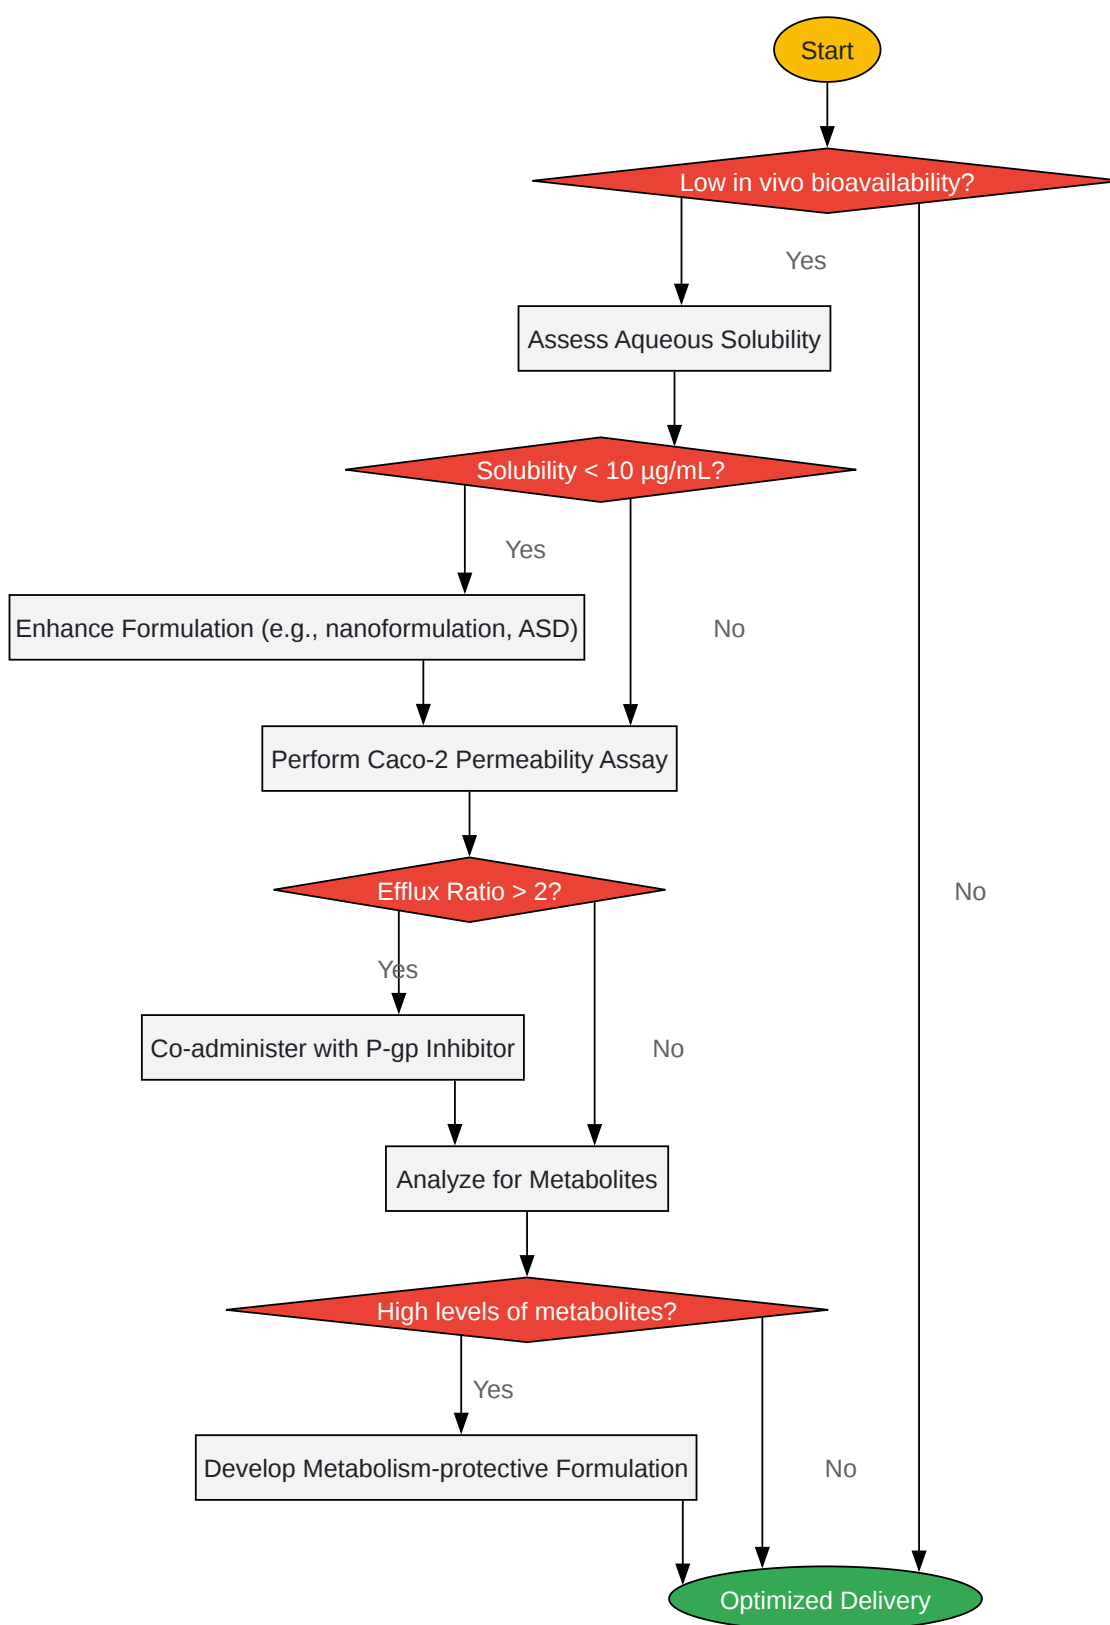 Start
Low in vivo bioavailability?
Yes
Assess Aqueous Solubility
Solubility < 10 µg/mL?
Yes
Enhance Formulation (e.g., nanoformulation, ASD)
No
Perform Caco-2 Permeability Assay
Efflux Ratio > 2?
No
Yes
Co-administer with P-gp Inhibitor
No
Analyze for Metabolites
High levels of metabolites?
Yes
Develop Metabolism-protective Formulation
No
Optimized Delivery